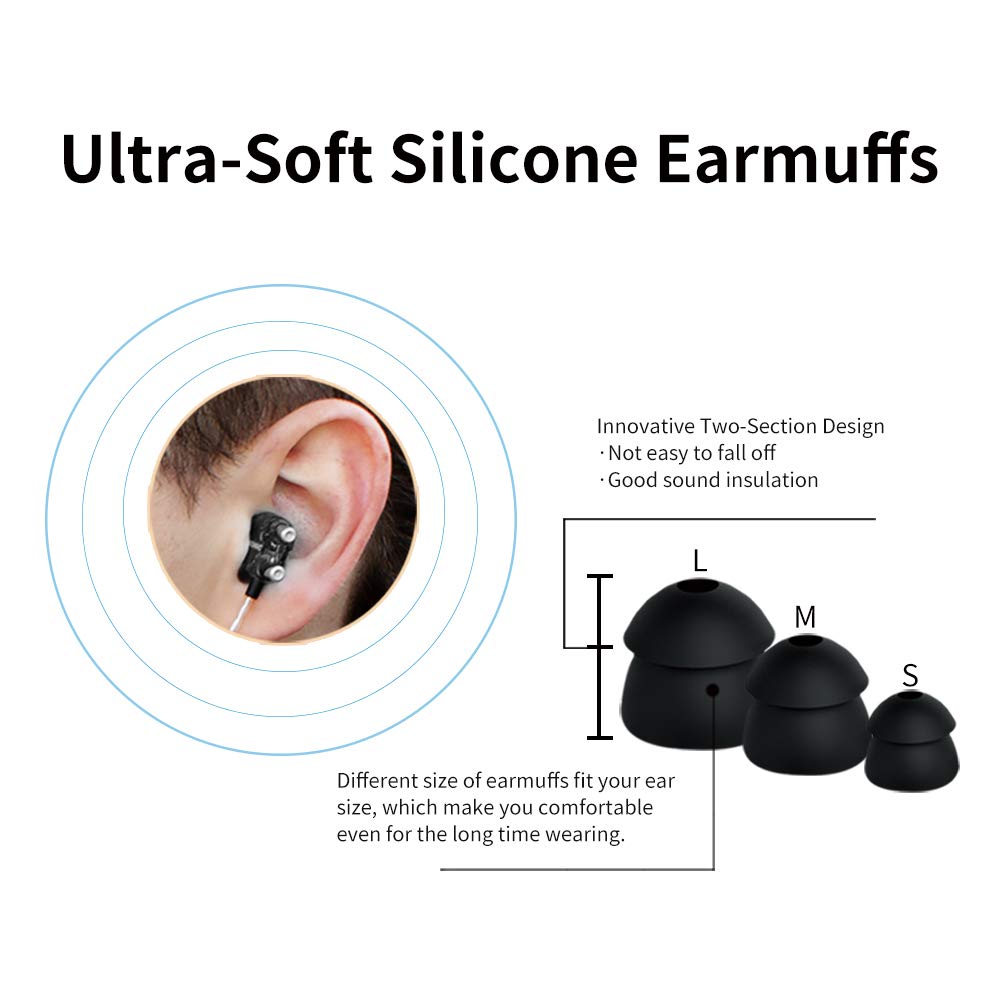 Ultra-Soft Silicone Earmuffs
Innovative Two-Section Design
·Not easy to fall off
·Good sound insulation
L
M
S
Different size of earmuffs fit your ear
size, which make you comfortable
even for the long time wearing.